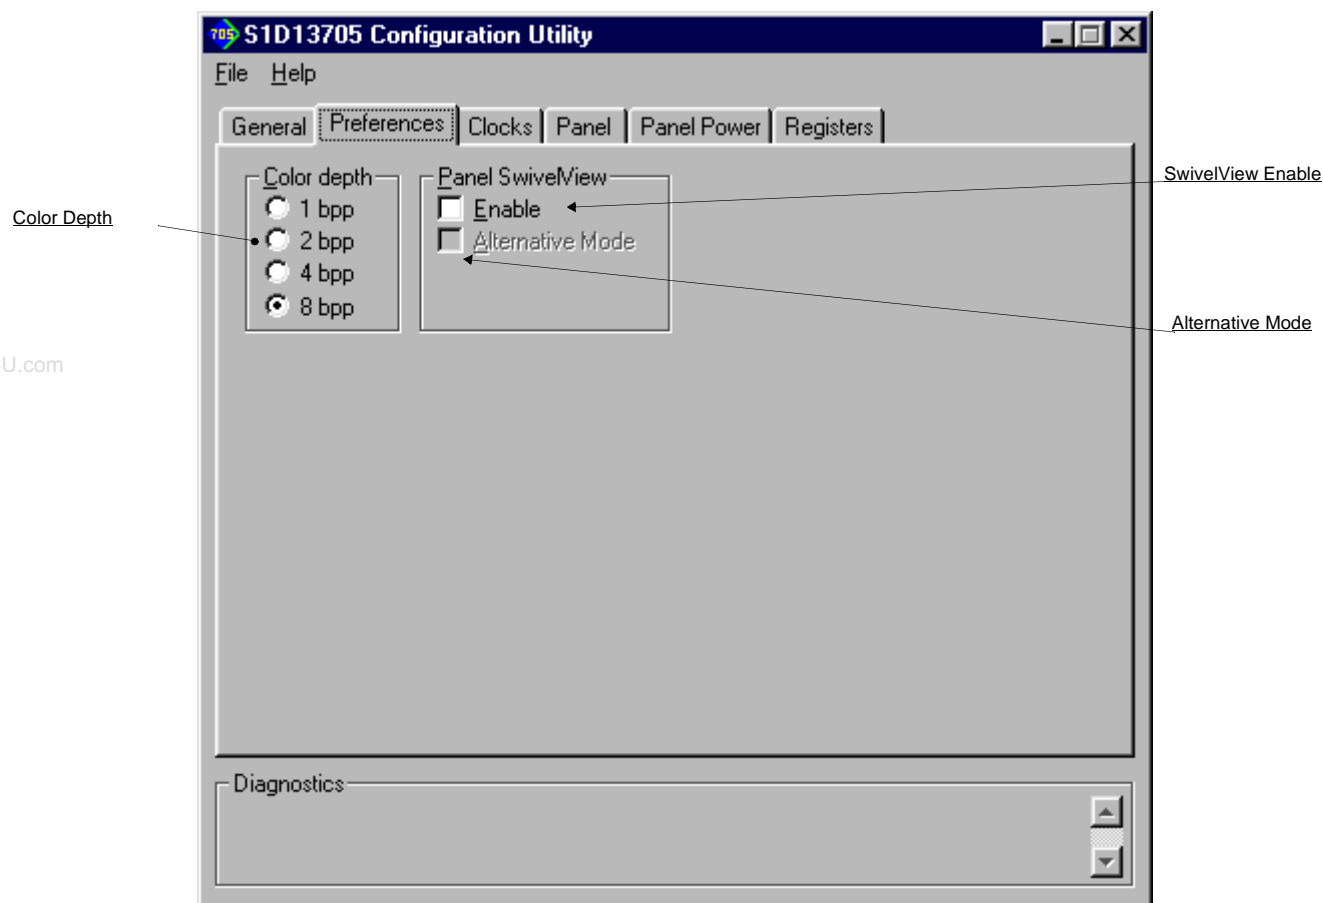 705 S1D13705 Configuration Utility
File Help
General Preferences Clocks Panel Panel Power Registers
Color depth
1 bpp
2 bpp
4 bpp
8 bpp
Panel SwivelView
Enable
Alternative Mode
SwivelView Enable
Color Depth
Alternative Mode
U.com
Diagnostics